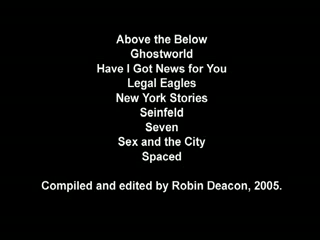 Above the Below
Ghostworld
Have I Got News for You
Legal Eagles
New York Stories
Seinfeld
Seven
Sex and the City
Spaced
Compiled and edited by Robin Deacon, 2005.